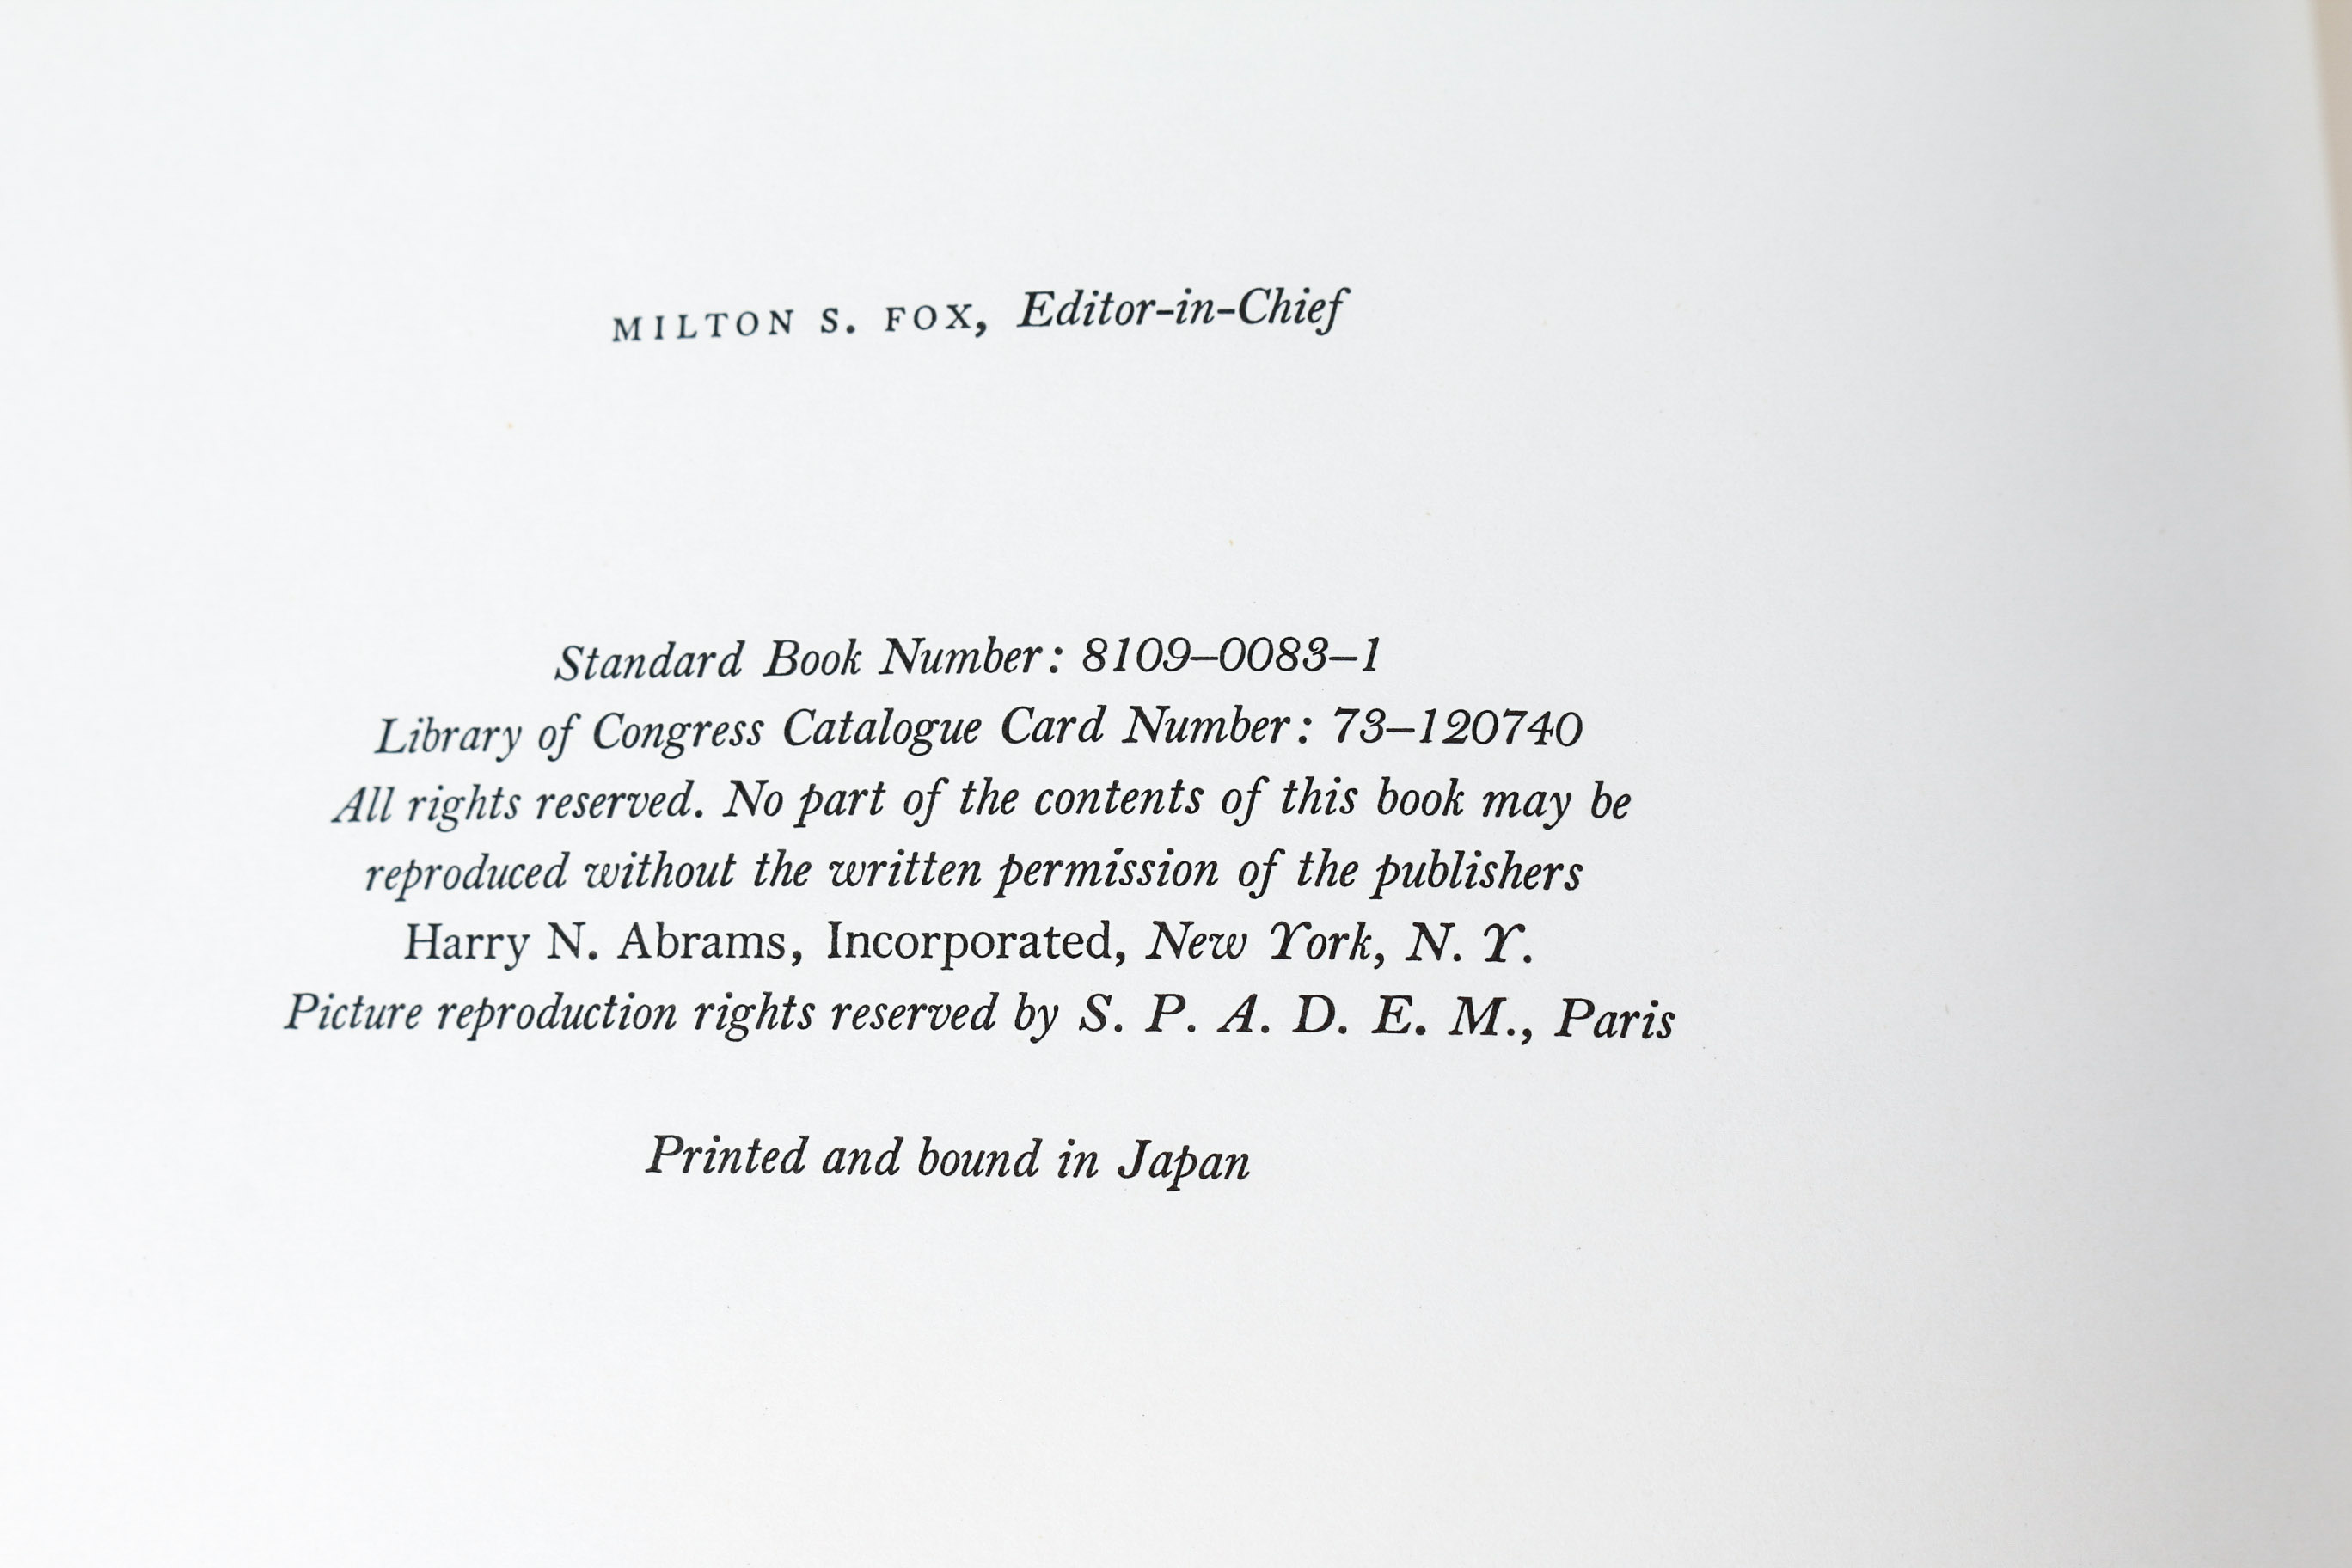 MILTON S. FOX, Editor-in-Chief
Standard Book Number: 8109–0083–1
Library of Congress Catalogue Card Number: 73–120740
All rights reserved. No part of the contents of this book may be
reproduced without the written permission of the publishers
Harry N. Abrams, Incorporated, New York, N. Y.
Picture reproduction rights reserved by S. P. A. D. E. M., Paris
Printed and bound in Japan